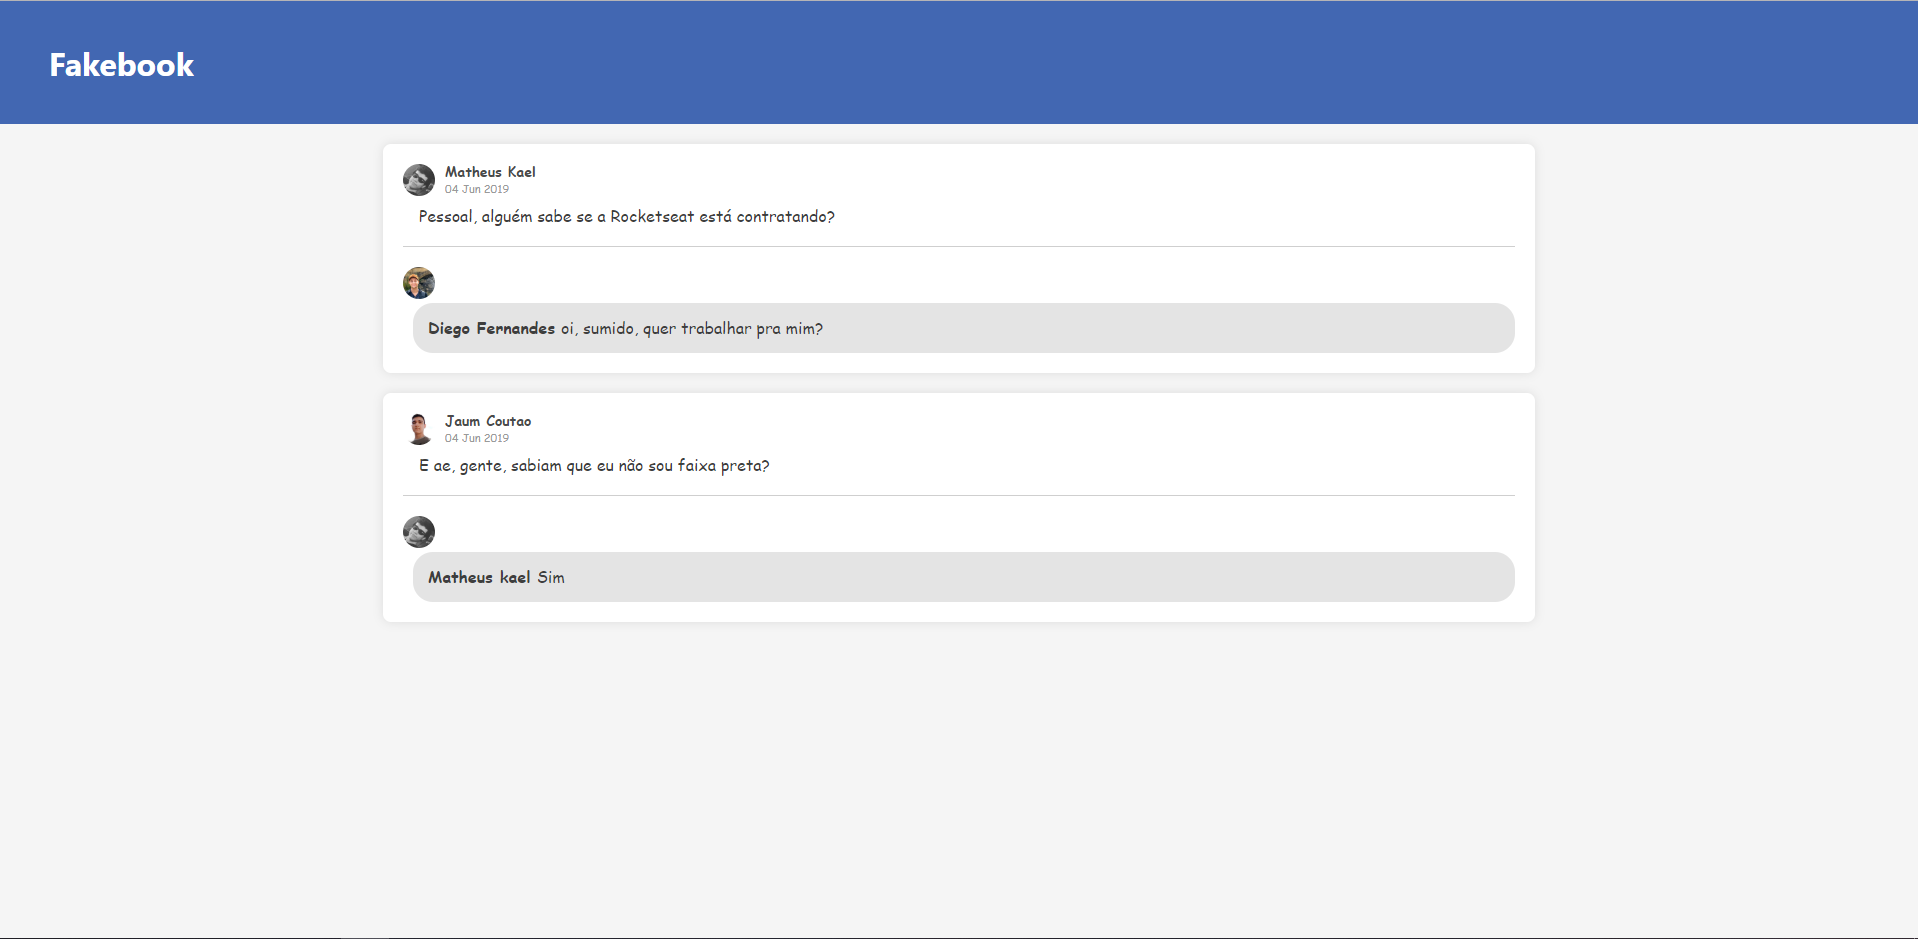 Fakebook
Matheus Kael
04 Jun 2019
Pessoal, alguém sabe se a Rocketseat está contratando?
Diego Fernandes oi, sumido, quer trabalhar pra mim?
Jaum Coutao
04 Jun 2019
E ae, gente, sabiam que eu não sou faixa preta?
Matheus kael Sim